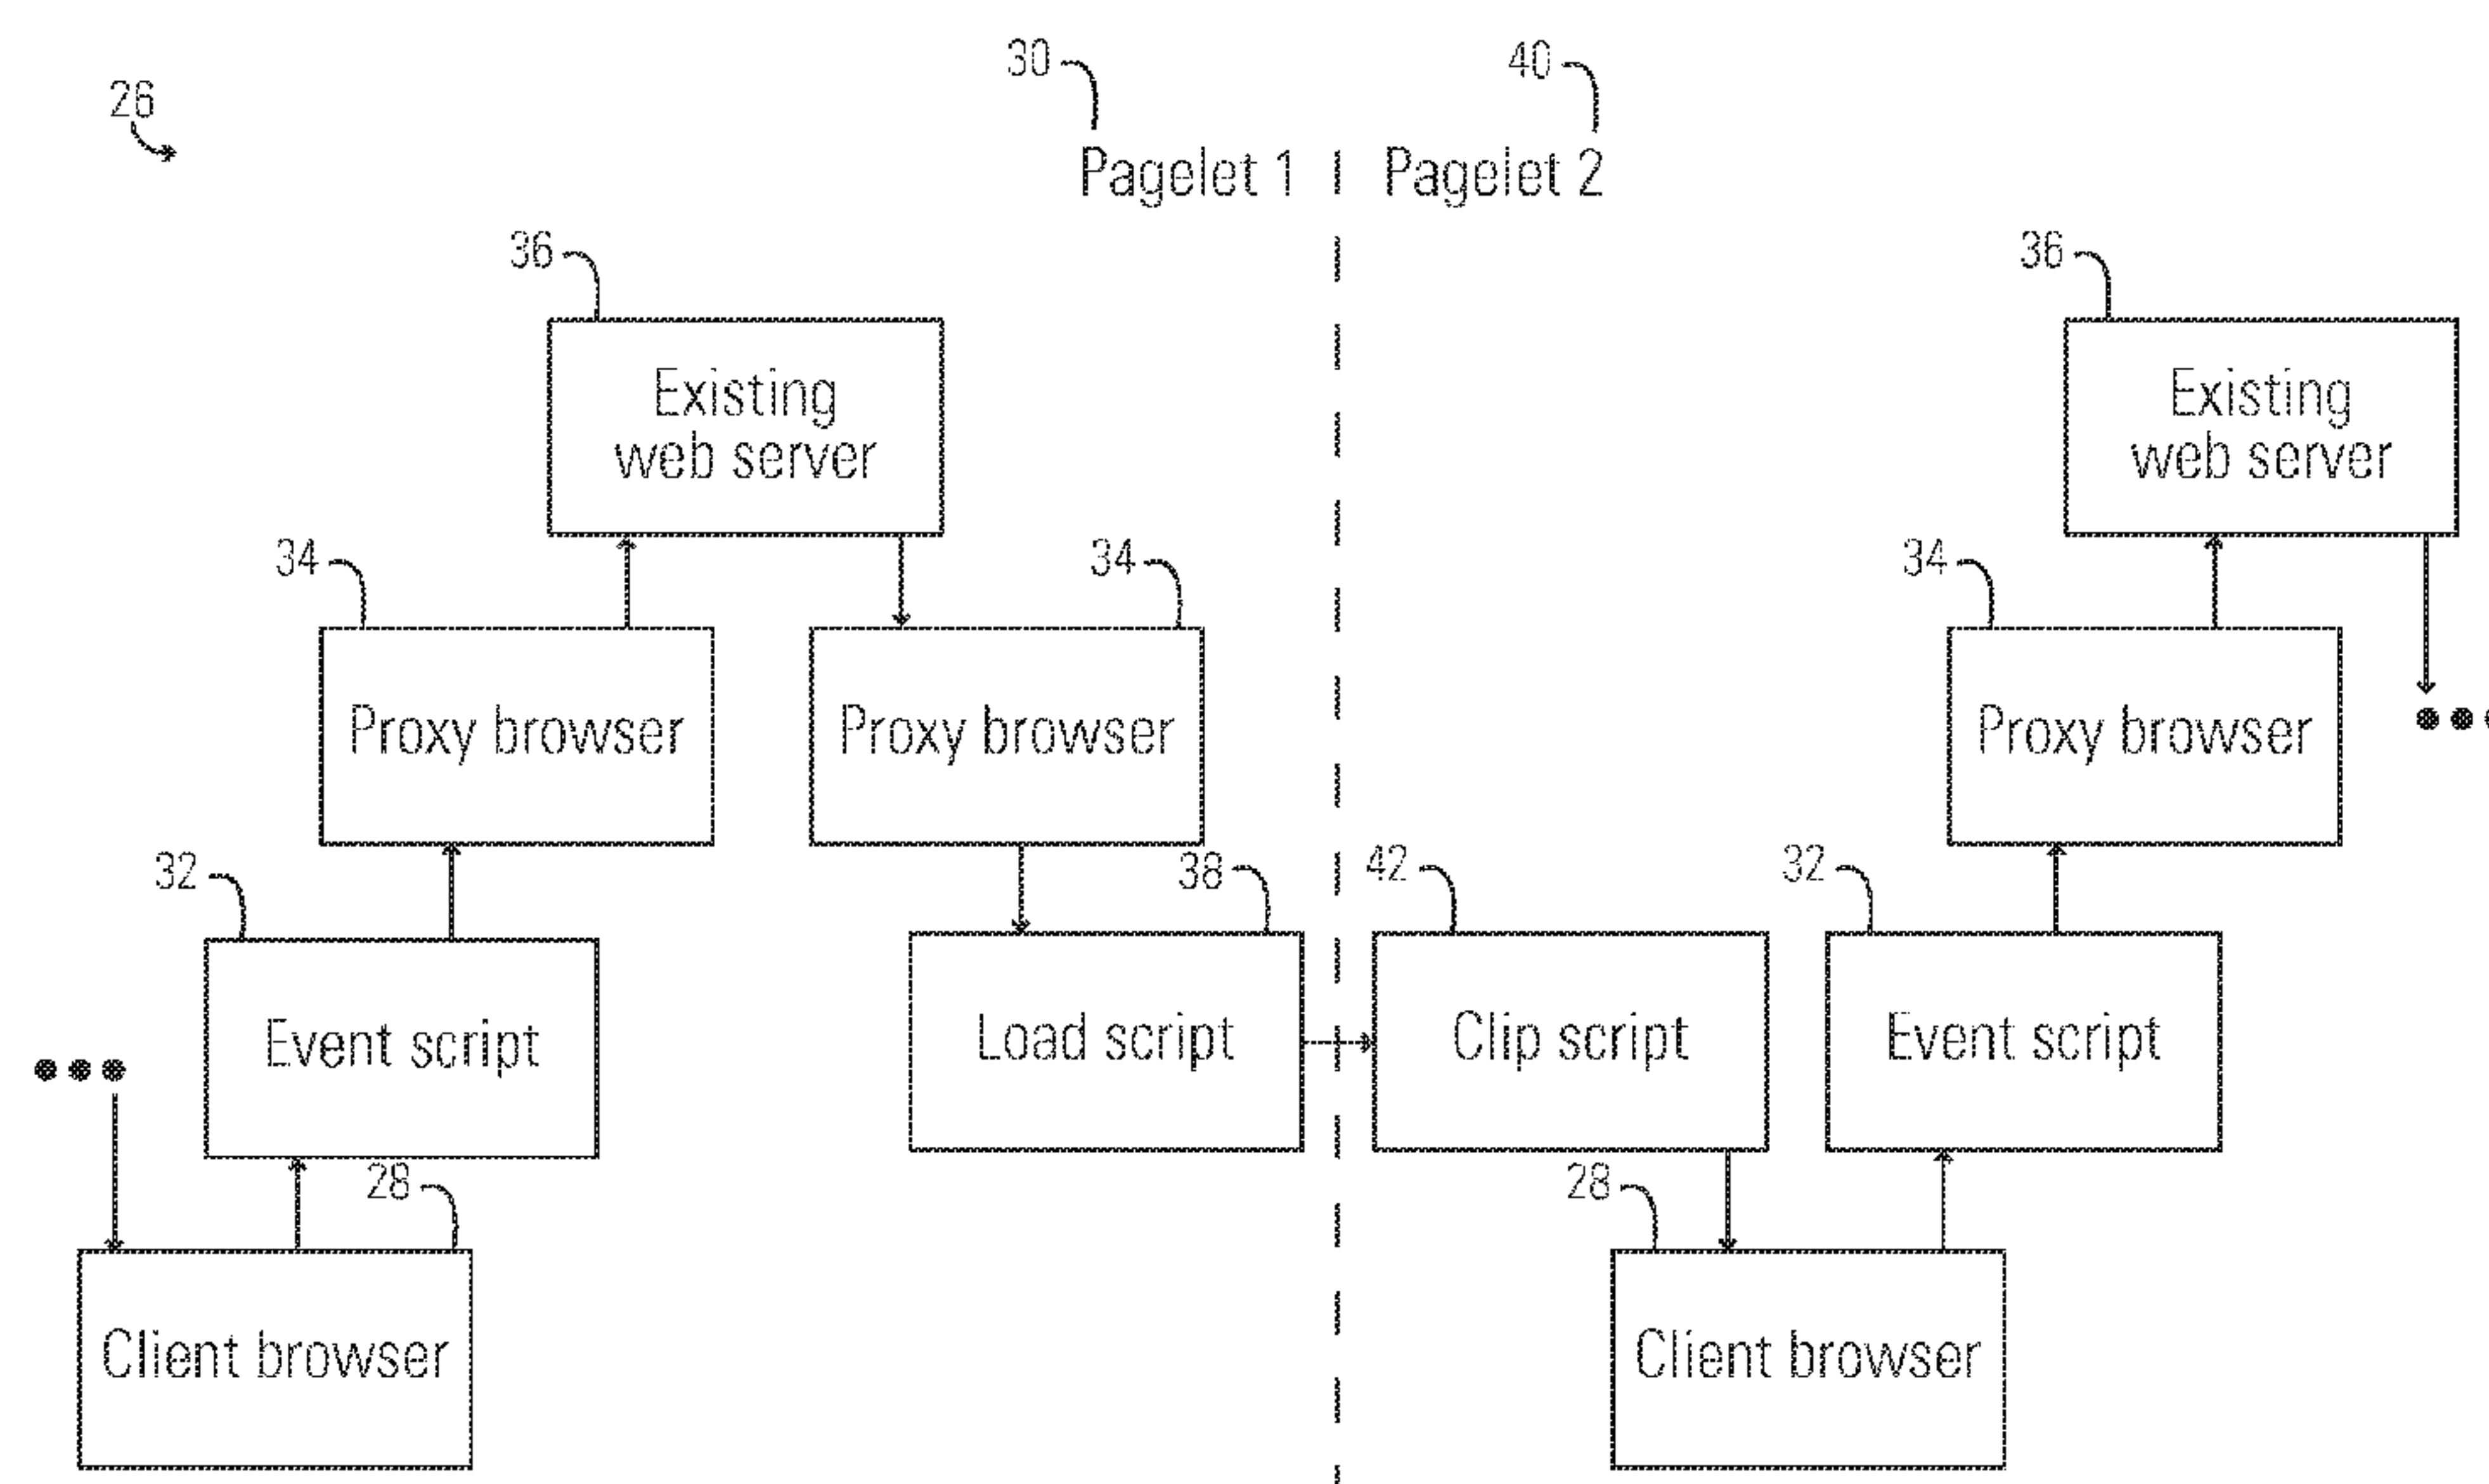 30
40
26
Pagelet 1
Pagelet 2
36
36
Existing
web server
Existing
web server
34
34
34
Proxy browser
Proxy browser
Proxy browser
32
38
42
32
Event script
Load script
Clip script
Event script
28
28
Client browser
Client browser